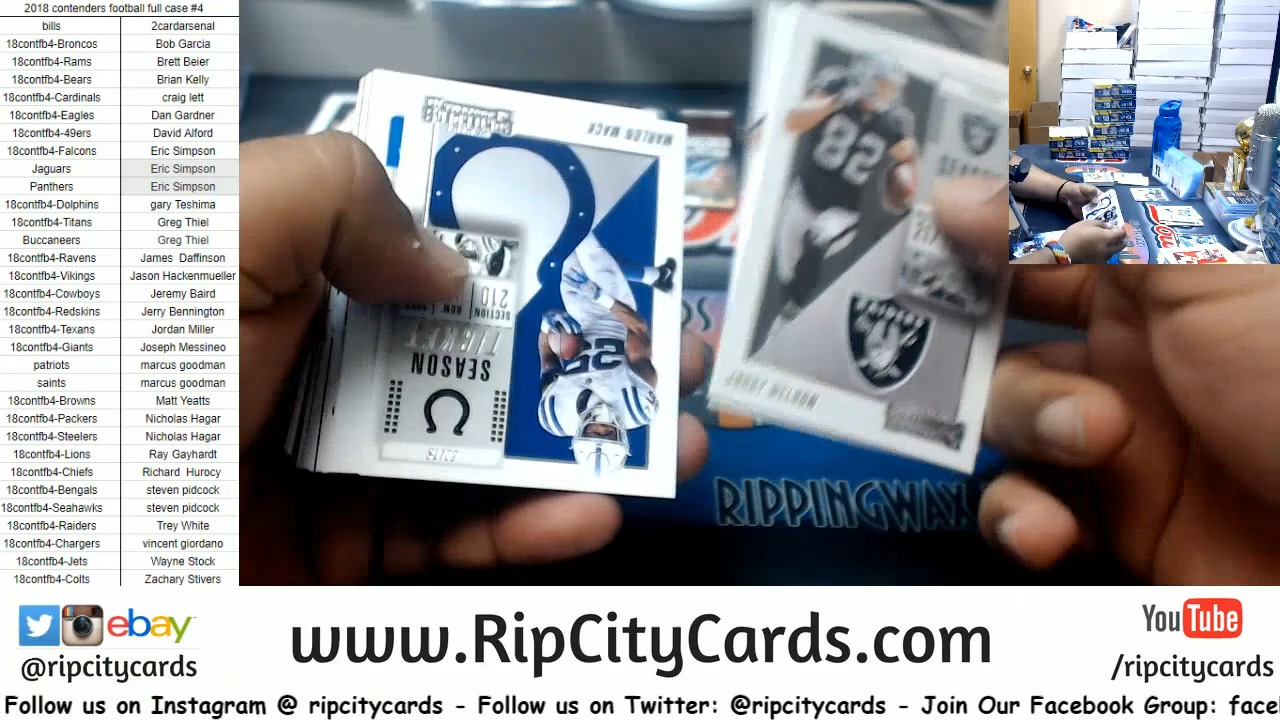 2018 contenders football full case #4
bills 2cardarsenal
18contfb4-Broncos Bob Garcia
18contfb4-Rams Brett Beier
18contfb4-Bears Brian Kelly
18contfb4-Cardinals craig lett
18contfb4-Eagles Dan Gardner
18contfb4-49ers David Alford
18contfb4-Falcons Eric Simpson
Jaguars Eric Simpson
Panthers Eric Simpson
18contfb4-Dolphins gary Teshima
18contfb4-Titans Greg Thiel
Buccaneers Greg Thiel
18contfb4-Ravens James Daffinson
18contfb4-Vikings Jason Hackenmueller
18contfb4-Cowboys Jeremy Baird
18contfb4-Redskins Jerry Bennington
18contfb4-Texans Jordan Miller
18contfb4-Giants Joseph Messineo
patriots marcus goodman
saints marcus goodman
18contfb4-Browns Matt Yeatts
18contfb4-Packers Nicholas Hagar
18contfb4-Steelers Nicholas Hagar
18contfb4-Lions Ray Gayhardt
18contfb4-Chiefs Richard Hurocy
18contfb4-Bengals steven pidcock
18contfb4-Seahawks steven pidcock
18contfb4-Raiders Trey White
18contfb4-Chargers vincent giordano
18contfb4-Jets Wayne Stock
18contfb4-Colts Zachary Stivers
MARLON MACK
SECTION
210
SEASON
TICKET
25
82
JORDY NELSON
RIPPINGWAX
ebay
@ripcitycards
www.RipCityCards.com
YouTube
/ripcitycards
Follow us on Instagram @ ripcitycards - Follow us on Twitter: @ripcitycards - Join Our Facebook Group: face